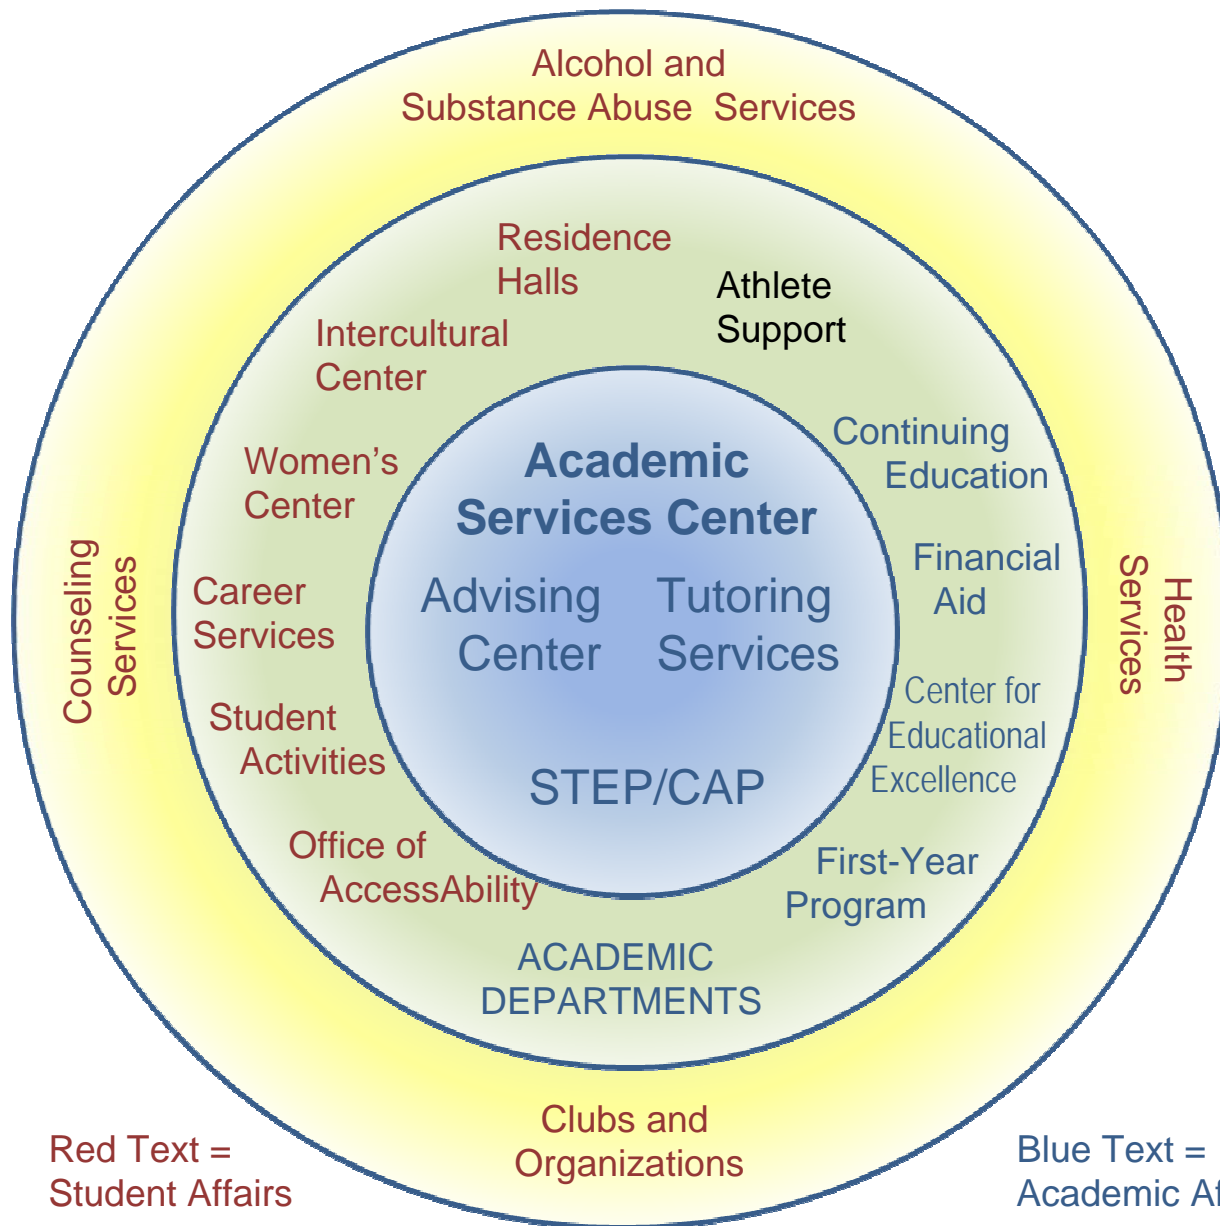 Alcohol and
Substance Abuse Services
Residence
Halls
Athlete
Support
Intercultural
Center
Continuing
Education
Women's
Center
Academic
Services Center
Financial
Aid
Career
Services
Advising
Center
Tutoring
Services
Counseling
Services
Health
Services
Center for
Educational
Excellence
Student
Activities
STEP/CAP
Office of
AccessAbility
First-Year
Program
ACADEMIC
DEPARTMENTS
Clubs and
Organizations
Red Text =
Student Affairs
Blue Text =
Academic